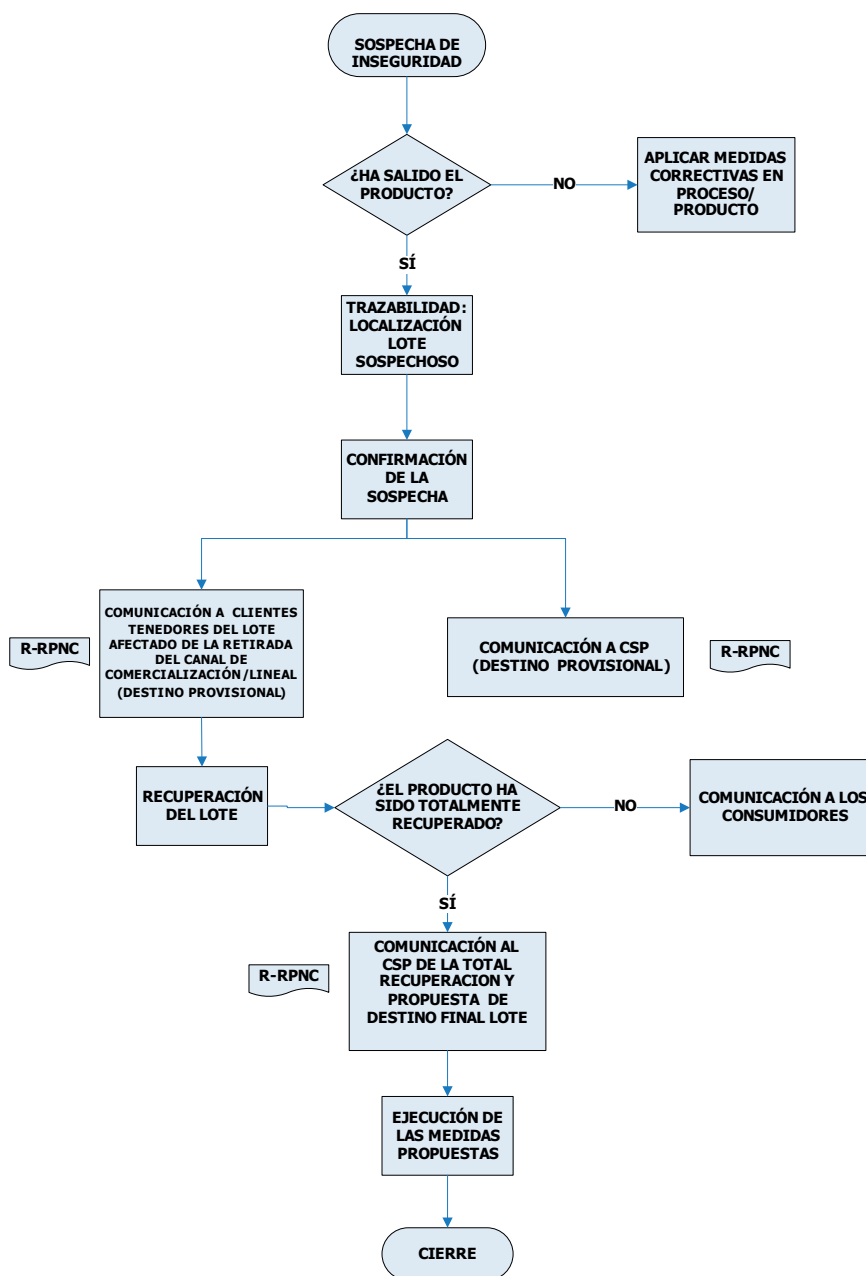 SOSPECHA DE
INSEGURIDAD
¿HA SALIDO EL
PRODUCTO?
NO
APLICAR MEDIDAS
CORRECTIVAS EN
PROCESO/
PRODUCTO
SÍ
TRAZABILIDAD:
LOCALIZACIÓN
LOTE
SOSPECHOSO
CONFIRMACIÓN
DE LA
SOSPECHA
R-RPNC
COMUNICACIÓN A CLIENTES
TENEDORES DEL LOTE
AFECTADO DE LA RETIRADA
DEL CANAL DE
COMERCIALIZACIÓN/LINEAL
(DESTINO PROVISIONAL)
COMUNICACIÓN A CSP
(DESTINO PROVISIONAL)
R-RPNC
RECUPERACIÓN
DEL LOTE
¿EL PRODUCTO HA
SIDO TOTALMENTE
RECUPERADO?
NO
COMUNICACIÓN A LOS
CONSUMIDORES
SÍ
R-RPNC
COMUNICACIÓN AL
CSP DE LA TOTAL
RECUPERACION Y
PROPUESTA DE
DESTINO FINAL LOTE
EJECUCIÓN DE
LAS MEDIDAS
PROPUESTAS
CIERRE